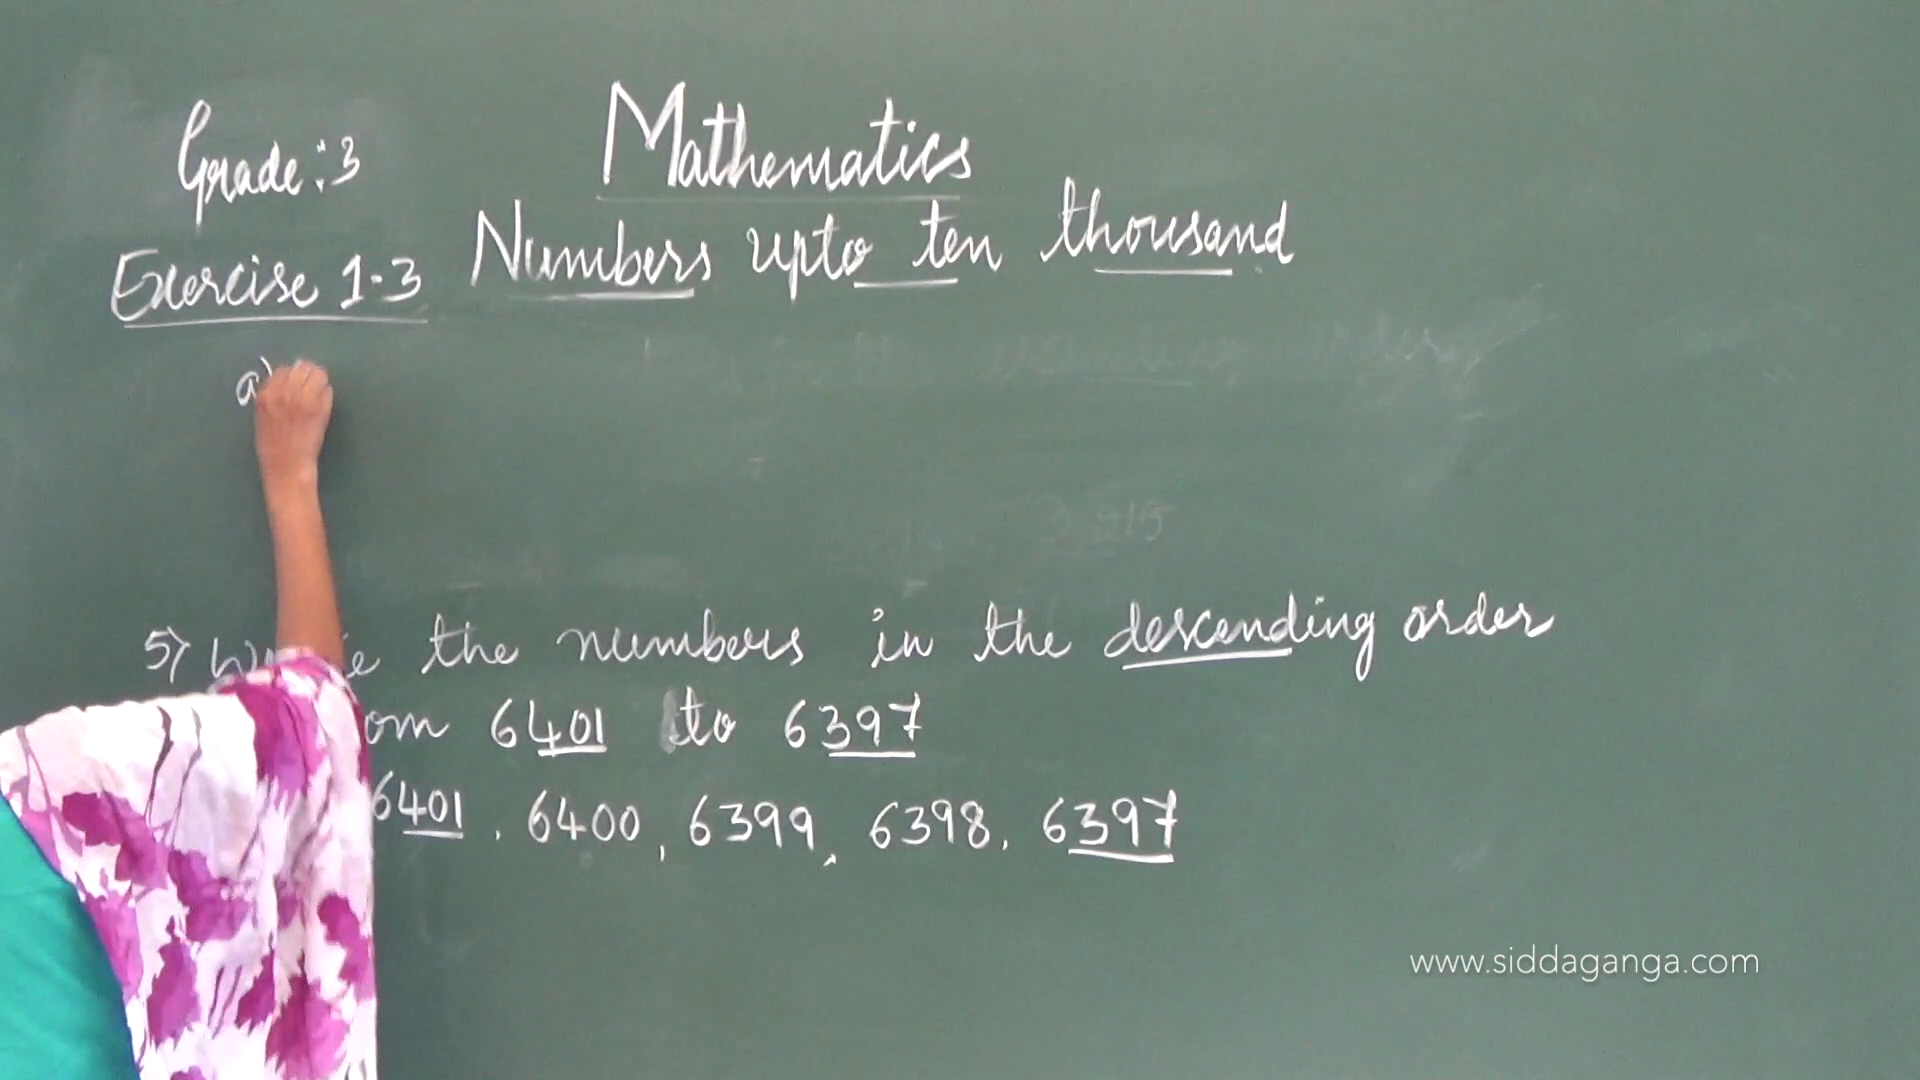 Grade: 3
Mathematics
Exercise 1.3
Numbers upto ten thousand
a)
5) the numbers in the descending order
6401 to 6397
6401, 6400, 6399, 6398, 6397
www.siddaganga.com